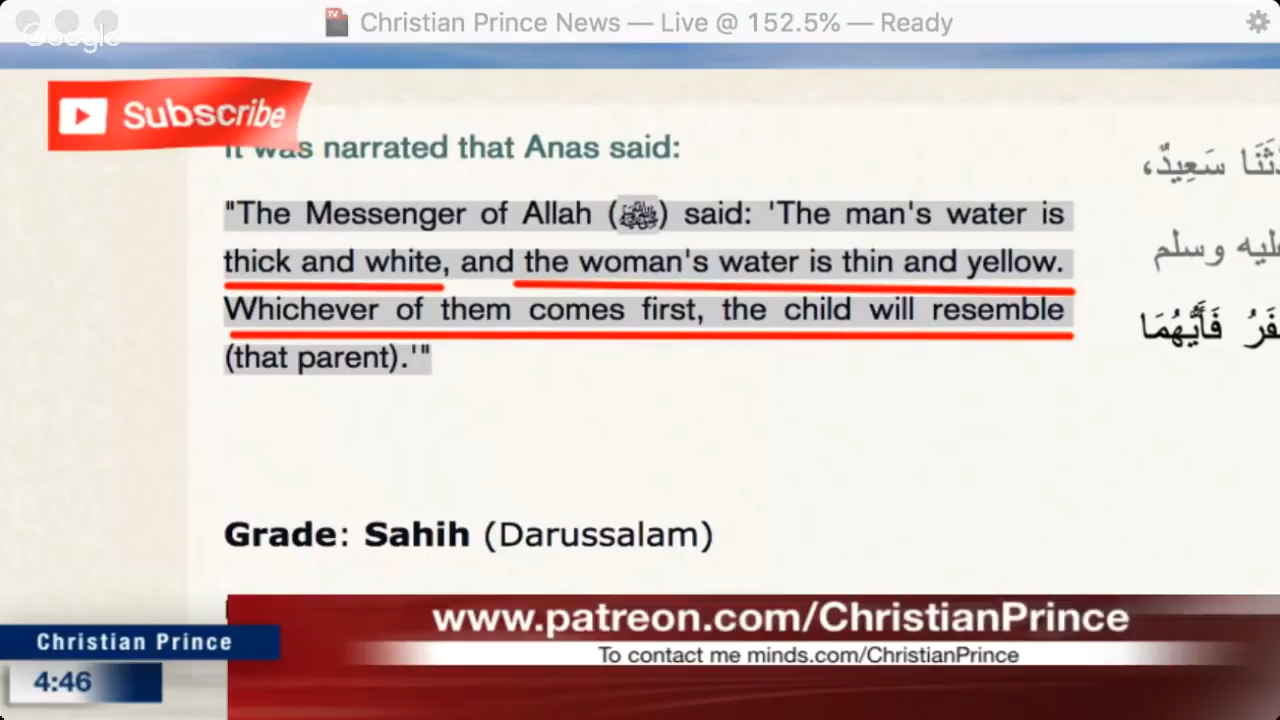 Christian Prince News — Live @ 152.5% — Ready
Google
Subscribe
It was narrated that Anas said:
"The Messenger of Allah (ﷺ) said: 'The man's water is
thick and white, and the woman's water is thin and yellow.
Whichever of them comes first, the child will resemble
(that parent).'"
سَعِيدٌ،
عليه وسلم
فَأَيُّهُمَا
Grade: Sahih (Darussalam)
www.patreon.com/ChristianPrince
To contact me minds.com/ChristianPrince
Christian Prince
4:46